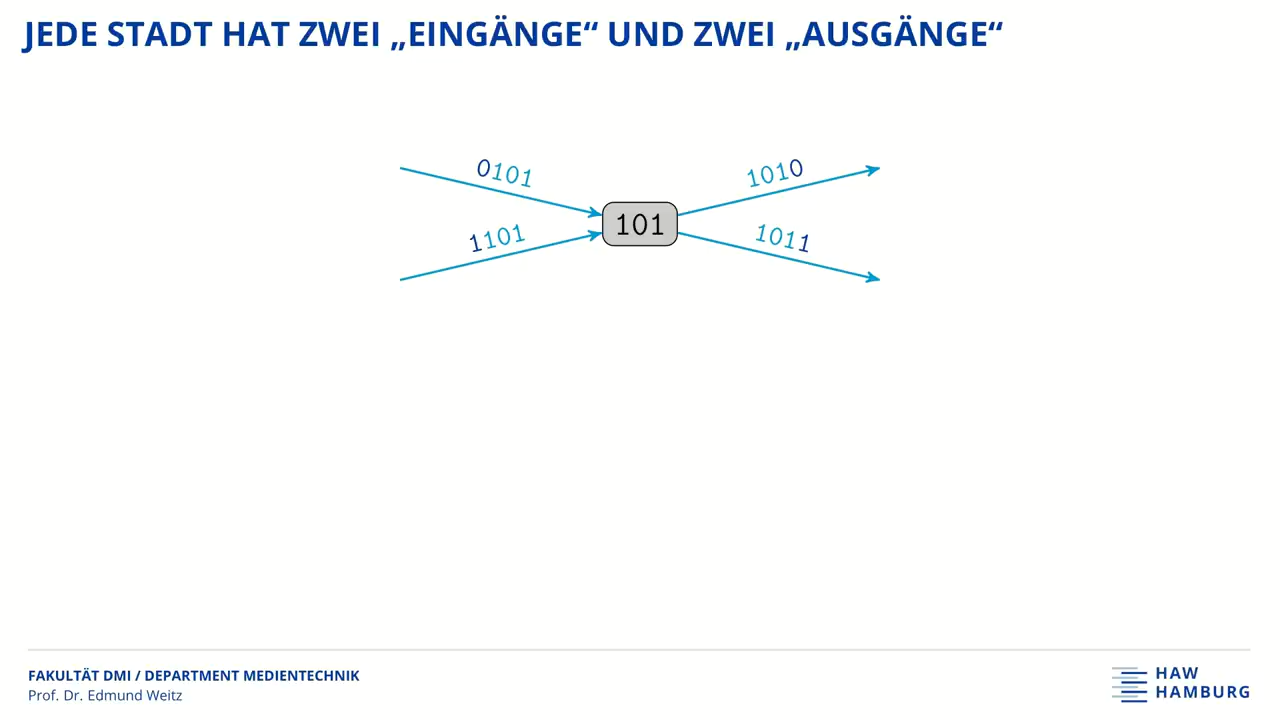 JEDE STADT HAT ZWEI „EINGÄNGE“ UND ZWEI „AUSGÄNGE“
0101
1010
101
1101
1011
FAKULTÄT DMI / DEPARTMENT MEDIENTECHNIK
Prof. Dr. Edmund Weitz
HAW
HAMBURG